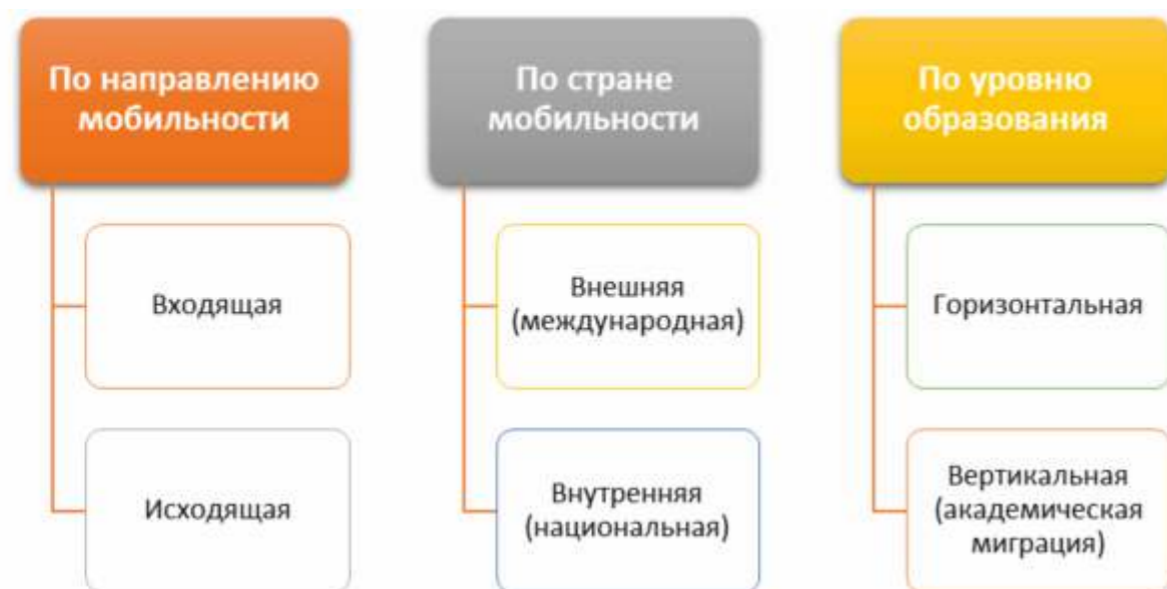 По направлению
мобильности
Входящая
Исходящая
По стране
мобильности
Внешняя
(международная)
Внутренняя
(национальная)
По уровню
образования
Горизонтальная
Вертикальная
(академическая
миграция)